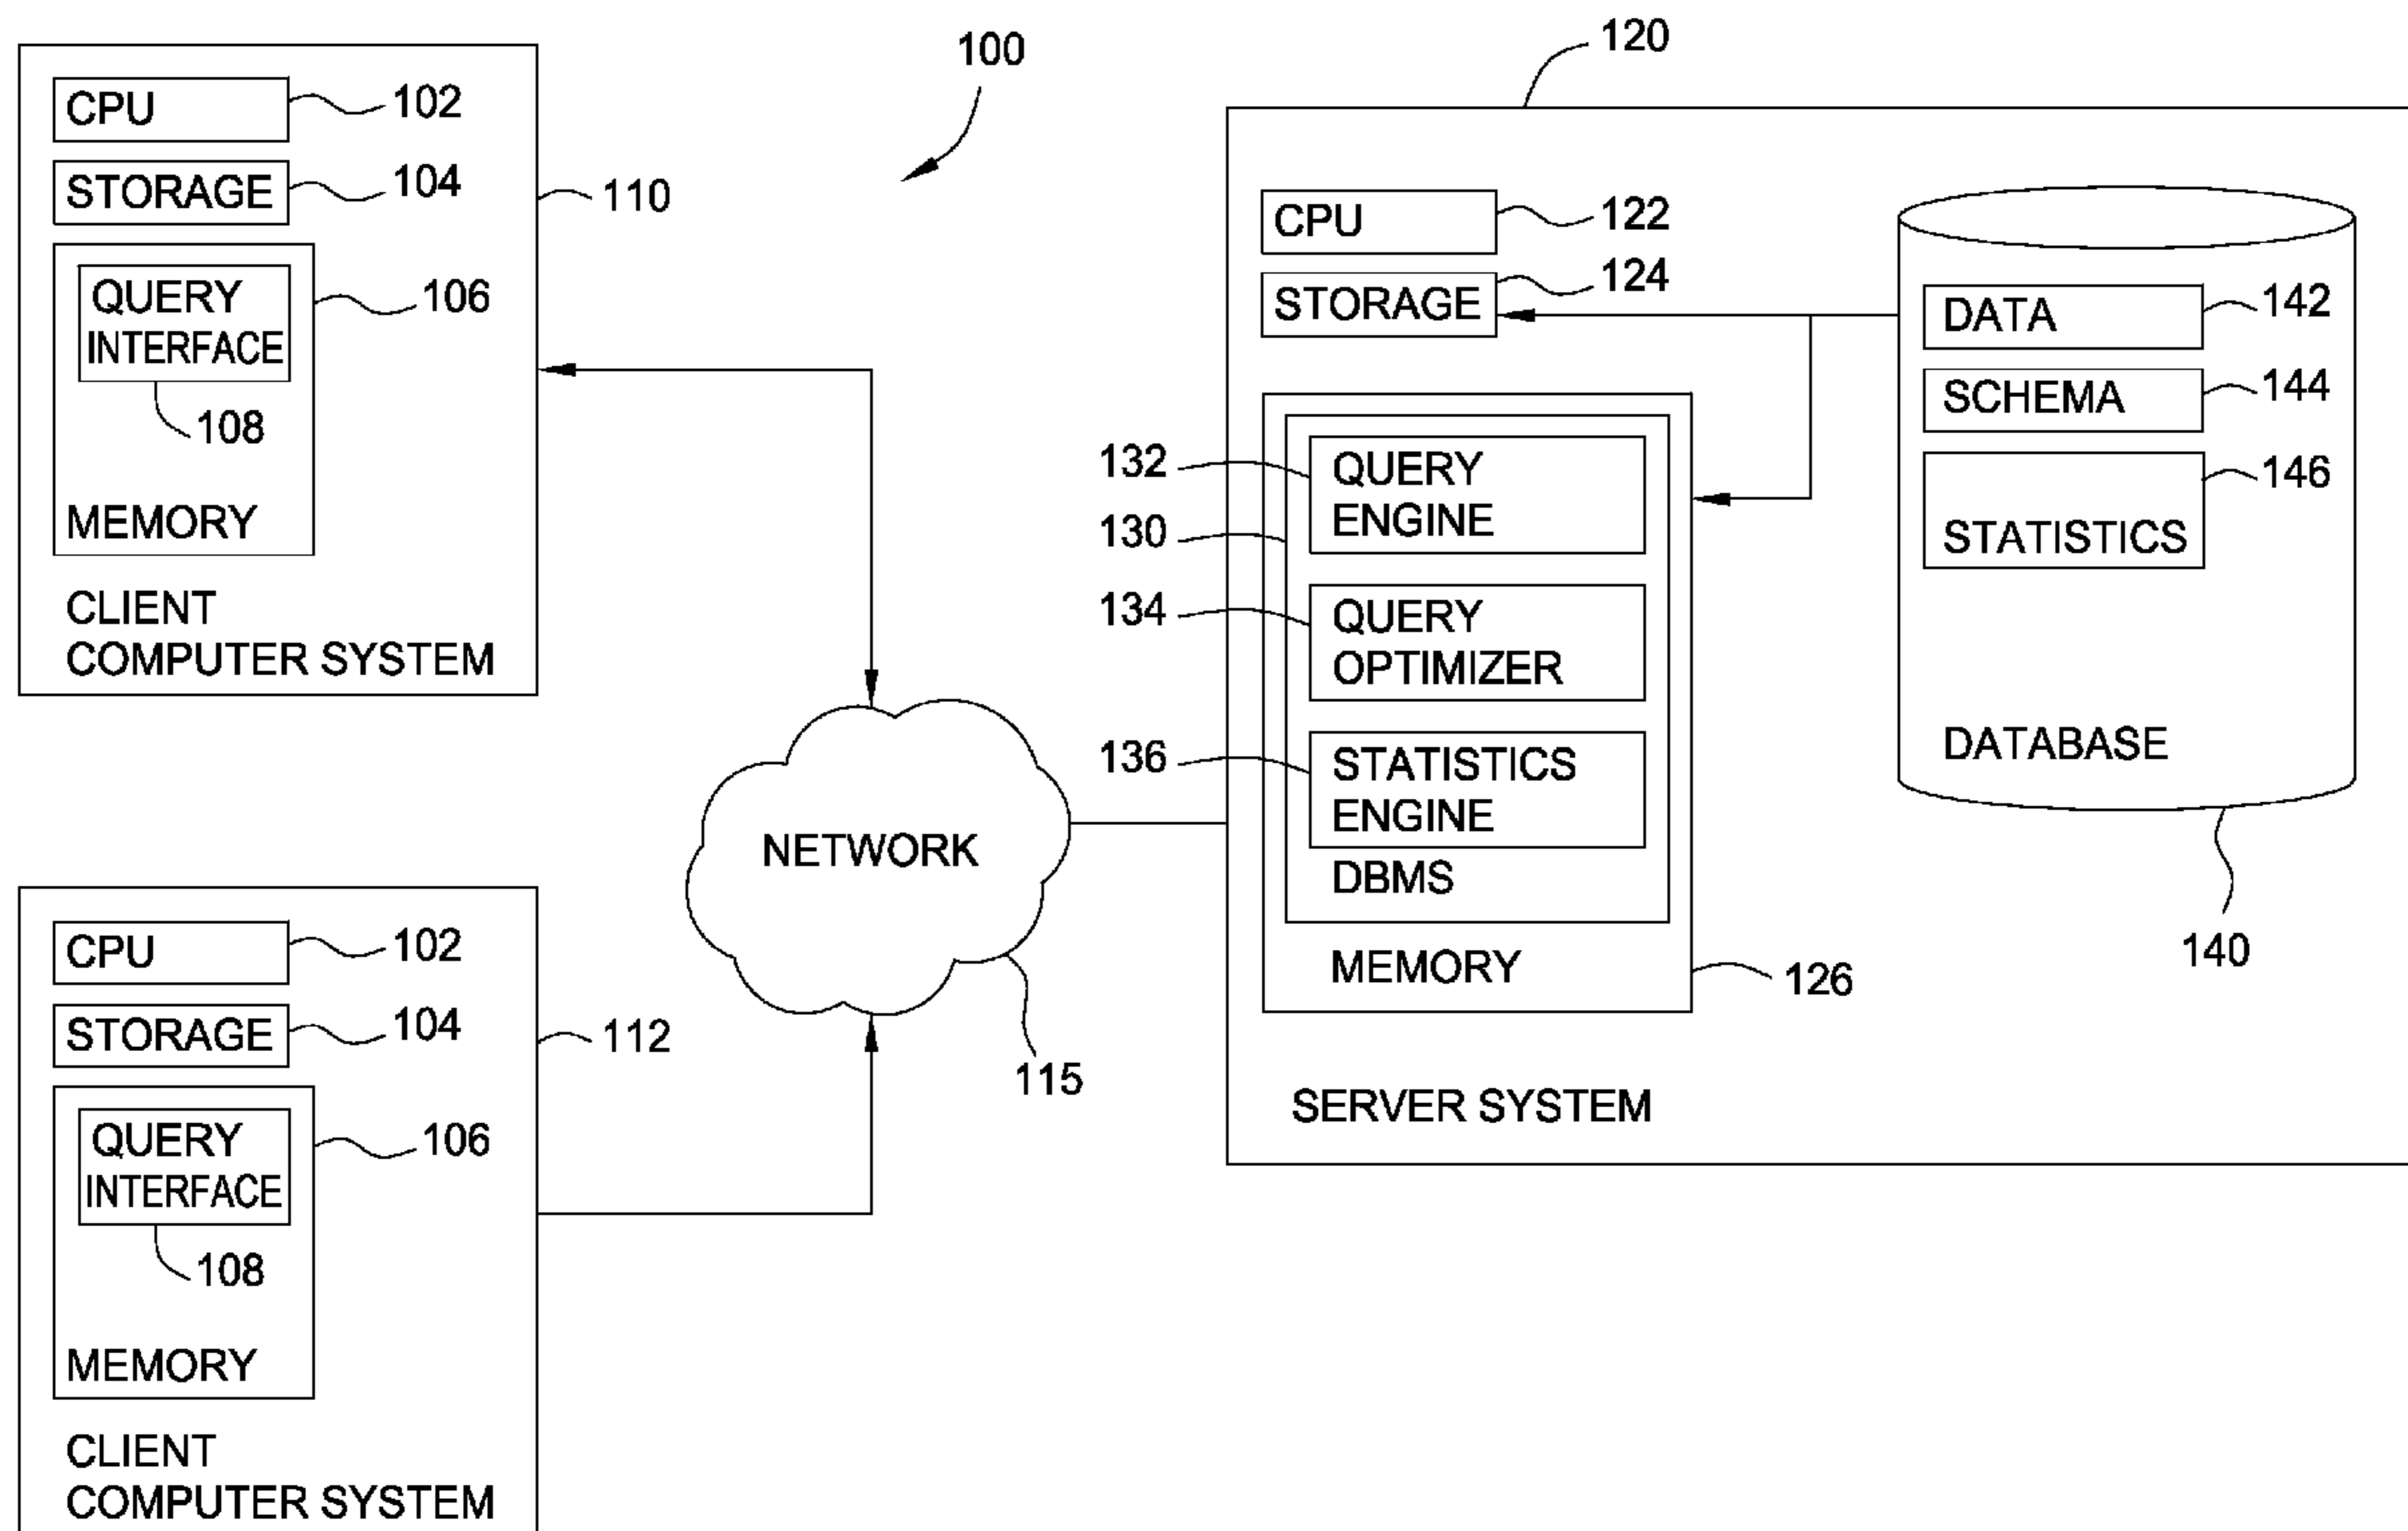 100
CPU
102
STORAGE
104
110
QUERY
INTERFACE
106
108
MEMORY
CLIENT
COMPUTER SYSTEM
CPU
102
STORAGE
104
112
QUERY
INTERFACE
106
108
MEMORY
CLIENT
COMPUTER SYSTEM
NETWORK
115
120
CPU
122
STORAGE
124
132
QUERY
ENGINE
130
134
QUERY
OPTIMIZER
136
STATISTICS
ENGINE
DBMS
MEMORY
126
SERVER SYSTEM
DATA
142
SCHEMA
144
146
STATISTICS
DATABASE
140